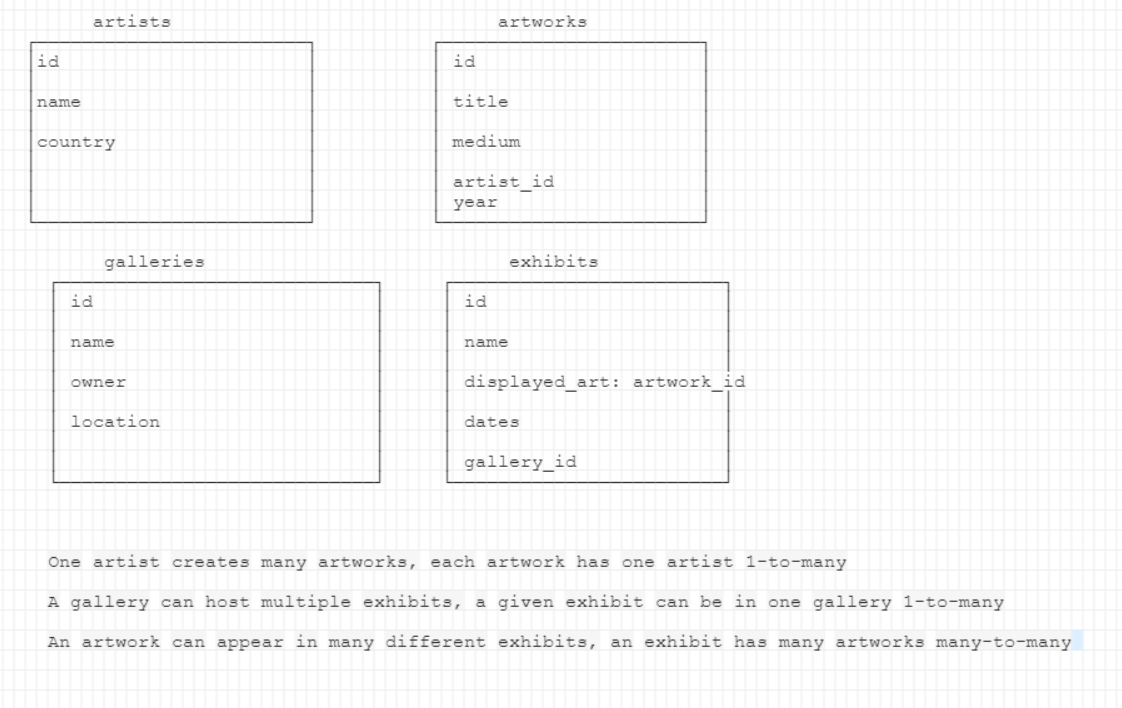 artists
id
name
country
artworks
id
title
medium
artist_id
year
galleries
id
name
owner
location
exhibits
id
name
displayed_art: artwork_id
dates
gallery_id
One artist creates many artworks, each artwork has one artist 1-to-many
A gallery can host multiple exhibits, a given exhibit can be in one gallery 1-to-many
An artwork can appear in many different exhibits, an exhibit has many artworks many-to-many